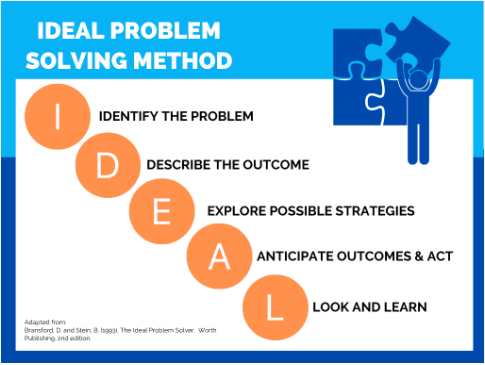 IDEAL PROBLEM
SOLVING METHOD
I
IDENTIFY THE PROBLEM
D
DESCRIBE THE OUTCOME
E
EXPLORE POSSIBLE STRATEGIES
A
ANTICIPATE OUTCOMES & ACT
L
LOOK AND LEARN
Adapted from:
Bransford, D. and Stein, B. (1993). The Ideal Problem Solver. Worth
Publishing, 2nd edition